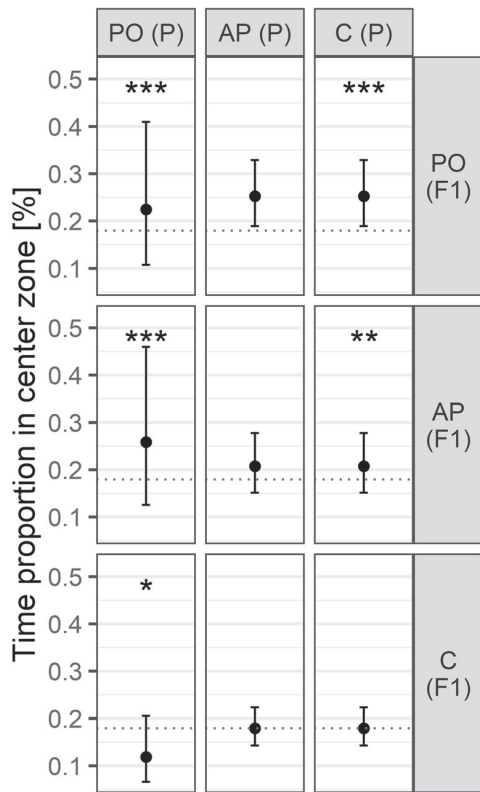 PO (P) AP (P) C (P)
Time proportion in center zone [%]
0.5 *** ***
0.4
0.3
0.2
0.1
PO
(F1)
0.5 *** **
0.4
0.3
0.2
0.1
AP
(F1)
0.5 *
0.4
0.3
0.2
0.1
C
(F1)